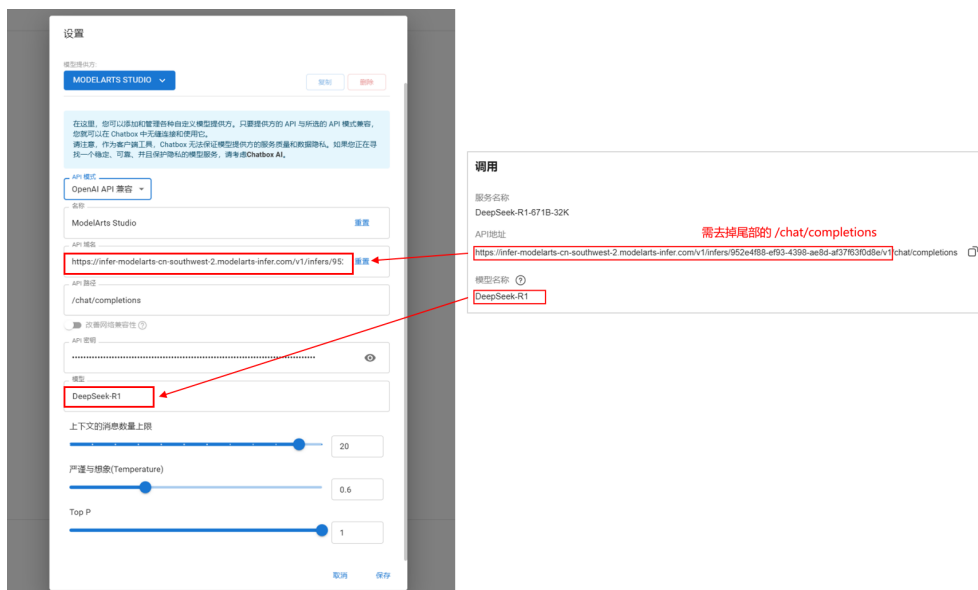 设置
模型提供方:
MODELARTS STUDIO
复制
删除
在这里，您可以添加和管理各种自定义模型提供方。只要提供方的 API 与所选的 API 模式兼容，
您就可以在 Chatbox 中无缝连接和使用它。
请注意，作为客户端工具，Chatbox 无法保证模型提供方的服务质量和数据隐私。如果您正在寻
找一个稳定、可靠、并且保护隐私的模型服务，请考虑Chatbox AI。
API 模式
OpenAI API 兼容
名称
ModelArts Studio
重置
API 域名
https://infer-modelarts-cn-southwest-2.modelarts-infer.com/v1/infers/952
重置
API 路径
/chat/completions
改善网络兼容性
API 密钥
模型
DeepSeek-R1
上下文的消息数量上限
20
严谨与想象(Temperature)
0.6
Top P
1
取消
保存
调用
服务名称
DeepSeek-R1-671B-32K
API地址
需去掉尾部的 /chat/completions
https://infer-modelarts-cn-southwest-2.modelarts-infer.com/v1/infers/952e4f88-ef93-4398-ae8d-af37f63f0d8e/v1/chat/completions
模型名称
DeepSeek-R1